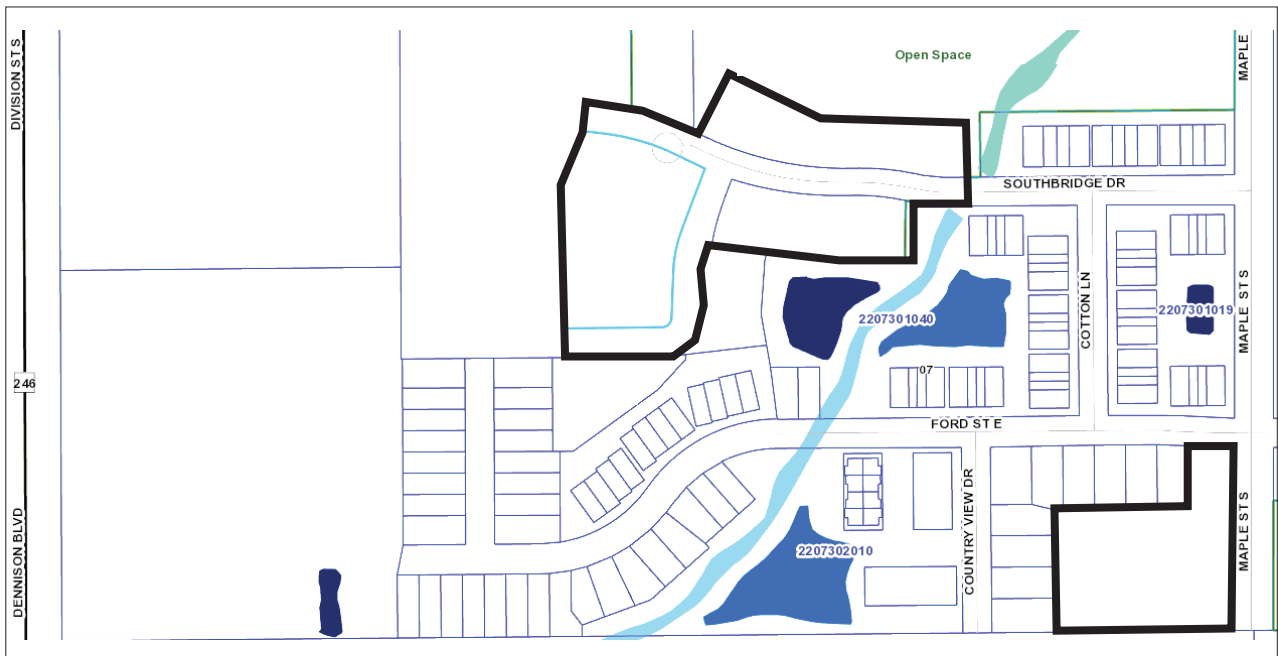 DIVISION ST S
Open Space
MAPLE
SOUTHBRIDGE DR
2207301040
2207301019
COTTON LN
MAPLE ST S
246
07
FORD ST E
DENNISON BLVD
2207302010
COUNTRY VIEW DR
MAPLE ST S